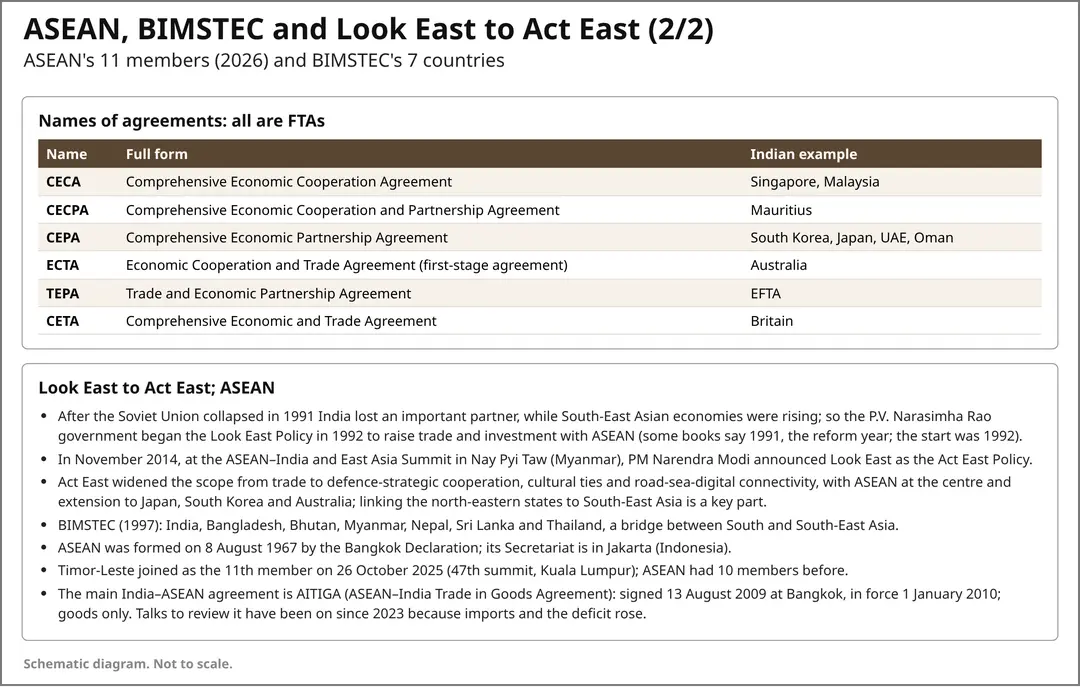 ASEAN, BIMSTEC and Look East to Act East (2/2)
ASEAN's 11 members (2026) and BIMSTEC's 7 countries
Names of agreements: all are FTAs
Name Full form Indian example
CECA Comprehensive Economic Cooperation Agreement Singapore, Malaysia
CECPA Comprehensive Economic Cooperation and Partnership Agreement Mauritius
CEPA Comprehensive Economic Partnership Agreement South Korea, Japan, UAE, Oman
ECTA Economic Cooperation and Trade Agreement (first-stage agreement) Australia
TEPA Trade and Economic Partnership Agreement EFTA
CETA Comprehensive Economic and Trade Agreement Britain
Look East to Act East; ASEAN
• After the Soviet Union collapsed in 1991 India lost an important partner, while South-East Asian economies were rising; so the P.V. Narasimha Rao
government began the Look East Policy in 1992 to raise trade and investment with ASEAN (some books say 1991, the reform year; the start was 1992).
• In November 2014, at the ASEAN–India and East Asia Summit in Nay Pyi Taw (Myanmar), PM Narendra Modi announced Look East as the Act East Policy.
• Act East widened the scope from trade to defence-strategic cooperation, cultural ties and road-sea-digital connectivity, with ASEAN at the centre and
extension to Japan, South Korea and Australia; linking the north-eastern states to South-East Asia is a key part.
• BIMSTEC (1997): India, Bangladesh, Bhutan, Myanmar, Nepal, Sri Lanka and Thailand, a bridge between South and South-East Asia.
• ASEAN was formed on 8 August 1967 by the Bangkok Declaration; its Secretariat is in Jakarta (Indonesia).
• Timor-Leste joined as the 11th member on 26 October 2025 (47th summit, Kuala Lumpur); ASEAN had 10 members before.
• The main India–ASEAN agreement is AITIGA (ASEAN–India Trade in Goods Agreement): signed 13 August 2009 at Bangkok, in force 1 January 2010;
goods only. Talks to review it have been on since 2023 because imports and the deficit rose.
Schematic diagram. Not to scale.